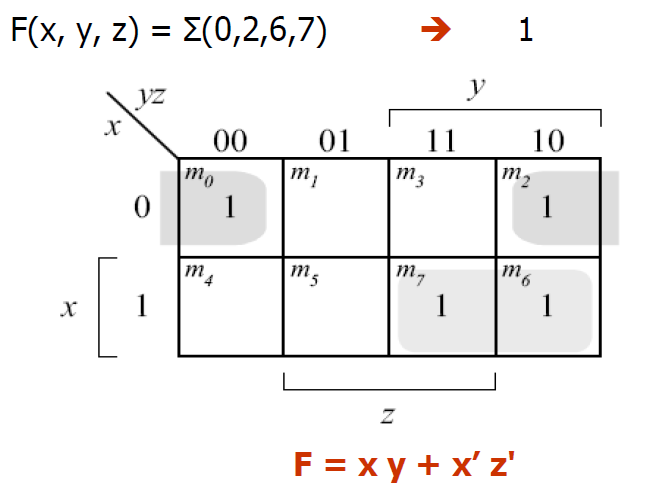 F(x, y, z) = Σ(0,2,6,7) ➔ 1
y
yz
x
00 01 11 10
m0 m1 m3 m2
0 1 1
m4 m5 m7 m6
x 1 1 1
z
F = x y + x′ z'